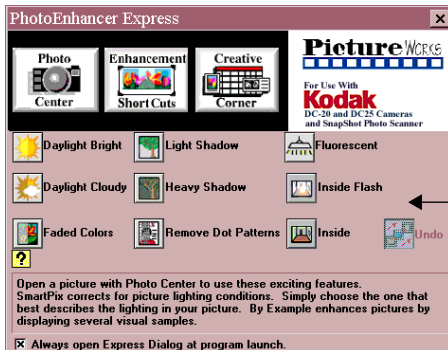 PhotoEnhancer Express
Photo
Center
Enhancement
Short Cuts
Creative
Corner
PictureWORKS
For Use With
Kodak
DC-20 and DC25 Cameras
and SnapShot Photo Scanner
Daylight Bright
Light Shadow
Fluorescent
Daylight Cloudy
Heavy Shadow
Inside Flash
Faded Colors
Remove Dot Patterns
Inside
Undo
?
Open a picture with Photo Center to use these exciting features.
SmartPix corrects for picture lighting conditions. Simply choose the one that
best describes the lighting in your picture. By Example enhances pictures by
displaying several visual samples.
Always open Express Dialog at program launch.